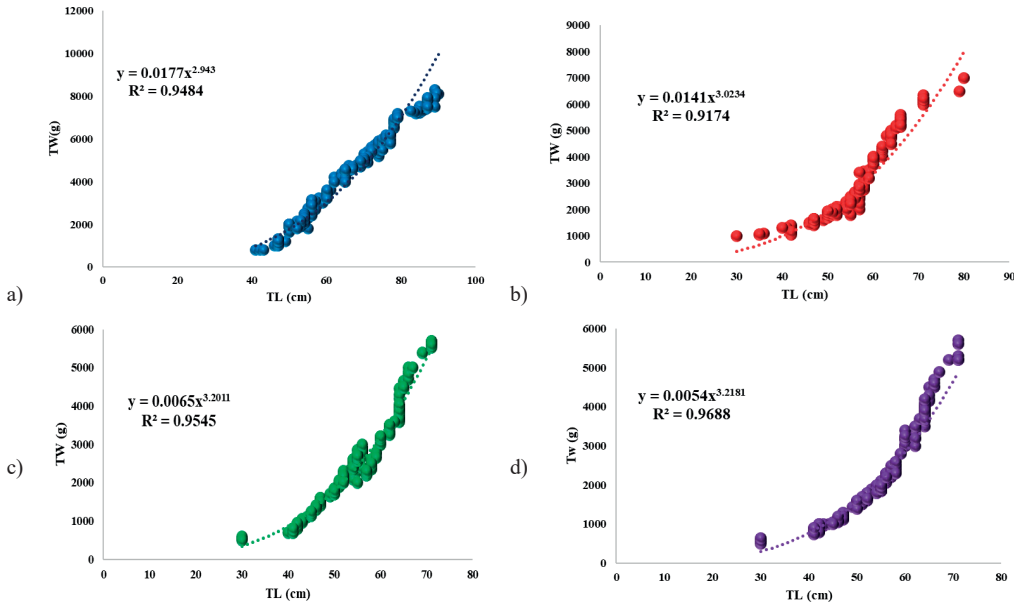 12000
10000
8000
6000
4000
2000
0
TW(g)
y = 0.0177x^2.943
R² = 0.9484
0 20 40 60 80 100
TL (cm)
a)
9000
8000
7000
6000
5000
4000
3000
2000
1000
0
TW (g)
y = 0.0141x^3.0234
R² = 0.9174
0 10 20 30 40 50 60 70 80 90
TL (cm)
b)
6000
5000
4000
3000
2000
1000
0
TW (g)
y = 0.0065x^3.2011
R² = 0.9545
0 10 20 30 40 50 60 70 80
TL (cm)
c)
6000
5000
4000
3000
2000
1000
0
Tw (g)
y = 0.0054x^3.2181
R² = 0.9688
0 10 20 30 40 50 60 70 80
TL (cm)
d)